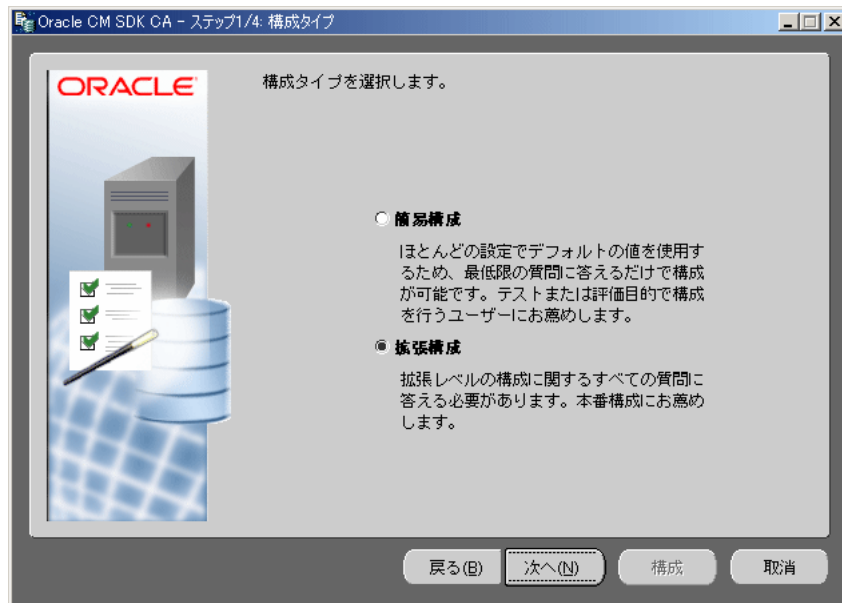 Oracle CM SDK CA - ステップ1/4: 構成タイプ
ORACLE
構成タイプを選択します。
簡易構成
ほとんどの設定でデフォルトの値を使用す
るため、最低限の質問に答えるだけで構成
が可能です。テストまたは評価目的で構成
を行うユーザーにお薦めします。
拡張構成
拡張レベルの構成に関するすべての質問に
答える必要があります。本番構成にお薦め
します。
戻る(B) 次へ(N) 構成 取消